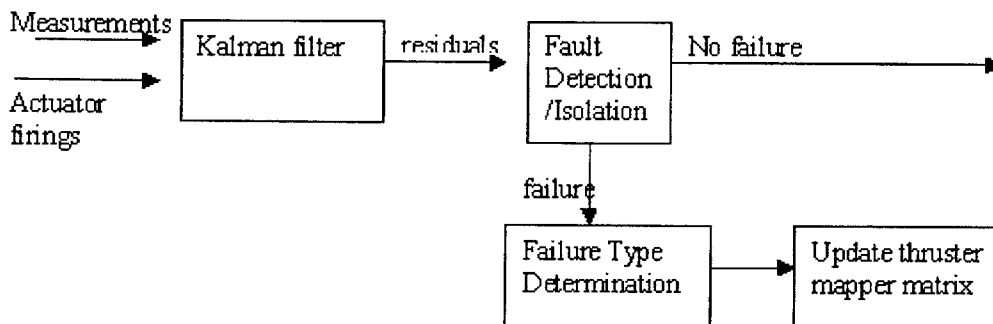 Measurements
Actuator
firings
Kalman filter
residuals
Fault
Detection
/Isolation
No failure
failure
Failure Type
Determination
Update thruster
mapper matrix